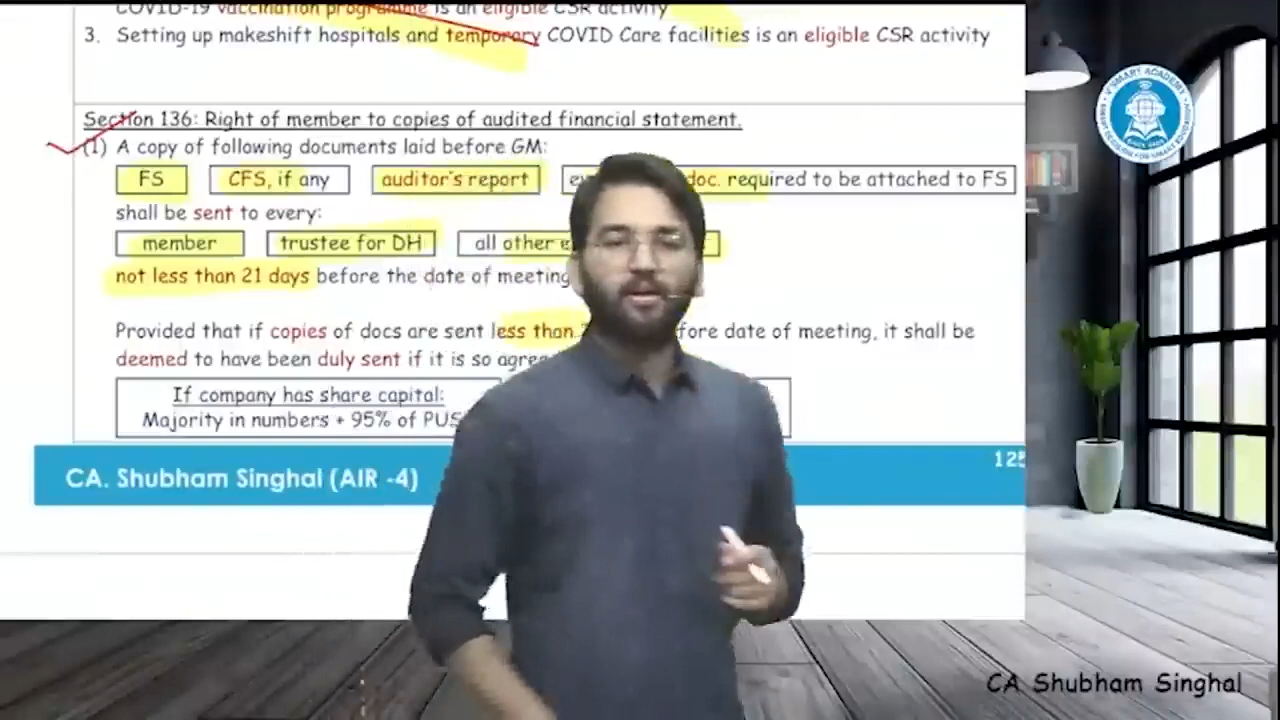 COVID-19 vaccination programme is an eligible CSR activity
3. Setting up makeshift hospitals and temporary COVID Care facilities is an eligible CSR activity
Section 136: Right of member to copies of audited financial statement.
(1) A copy of following documents laid before GM:
FS CFS, if any auditor's report doc. required to be attached to FS
shall be sent to every:
member trustee for DH all other
not less than 21 days before the date of meeting
Provided that if copies of docs are sent less than fore date of meeting, it shall be
deemed to have been duly sent if it is so agre
If company has share capital:
Majority in numbers + 95% of PUS
CA. Shubham Singhal (AIR -4)
125
V'SMART ACADEMY
CA Shubham Singhal